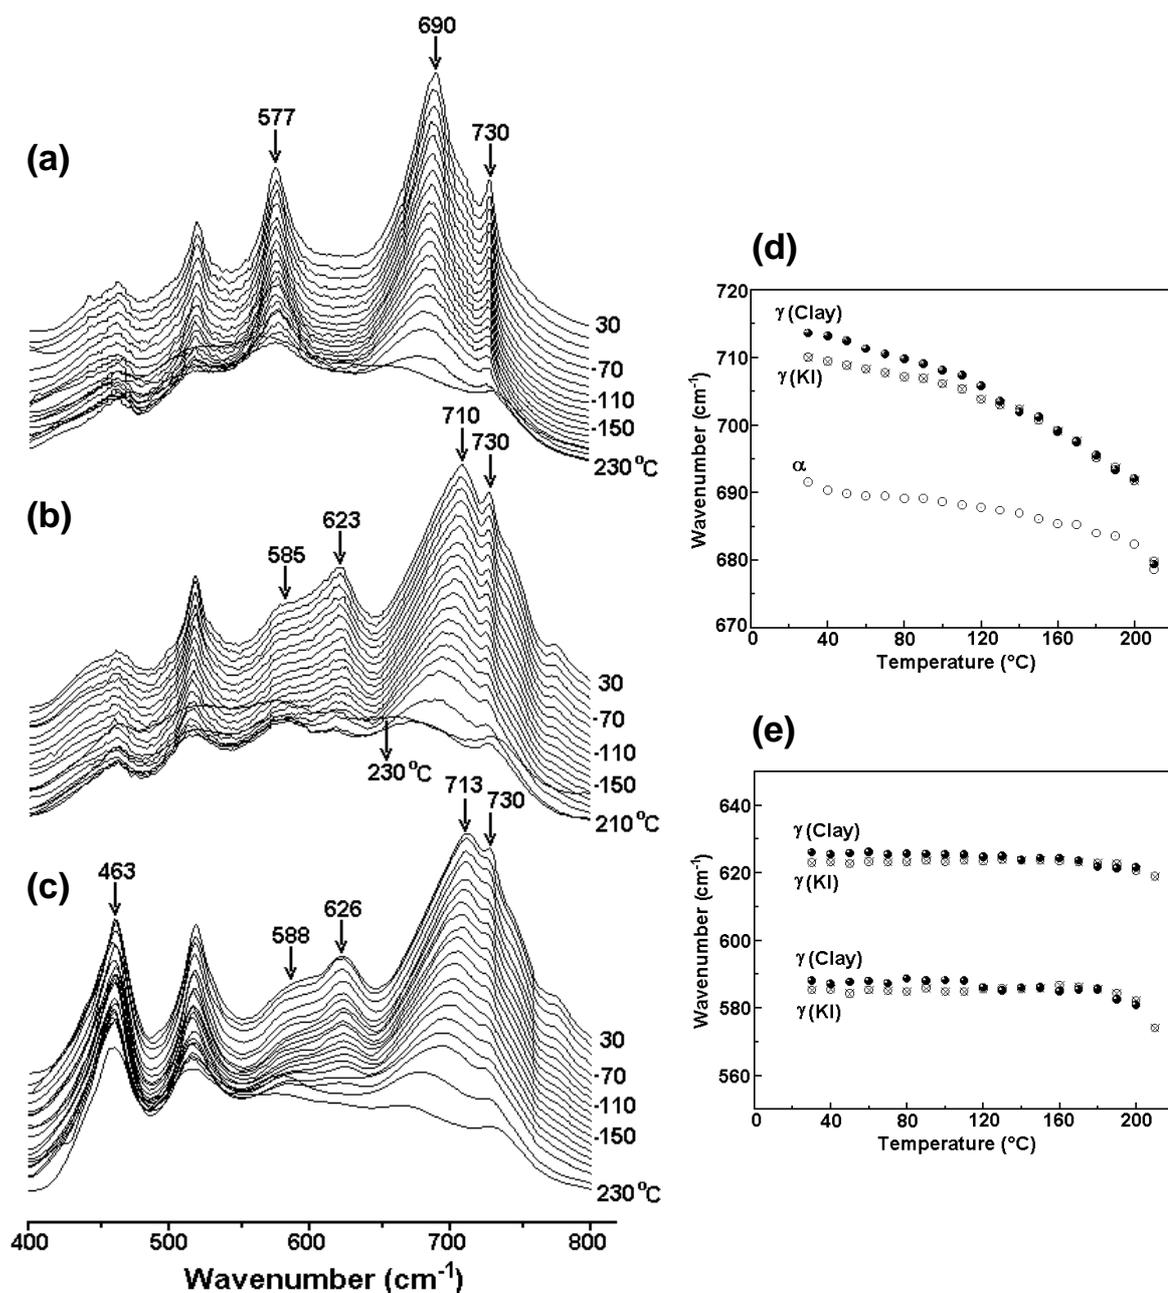 (a)
577
690
730
30
-70
-110
-150
230 °C
(b)
585
623
710
730
30
-70
-110
-150
210 °C
230 °C
(c)
463
588
626
713
730
30
-70
-110
-150
230 °C
400 500 600 700 800
Wavenumber (cm-1)
(d)
720
710
700
690
680
670
γ (Clay)
γ (KI)
α
Wavenumber (cm-1)
0 40 80 120 160 200
Temperature (°C)
(e)
640
620
600
580
560
γ (Clay)
γ (KI)
γ (Clay)
γ (KI)
Wavenumber (cm-1)
0 40 80 120 160 200
Temperature (°C)